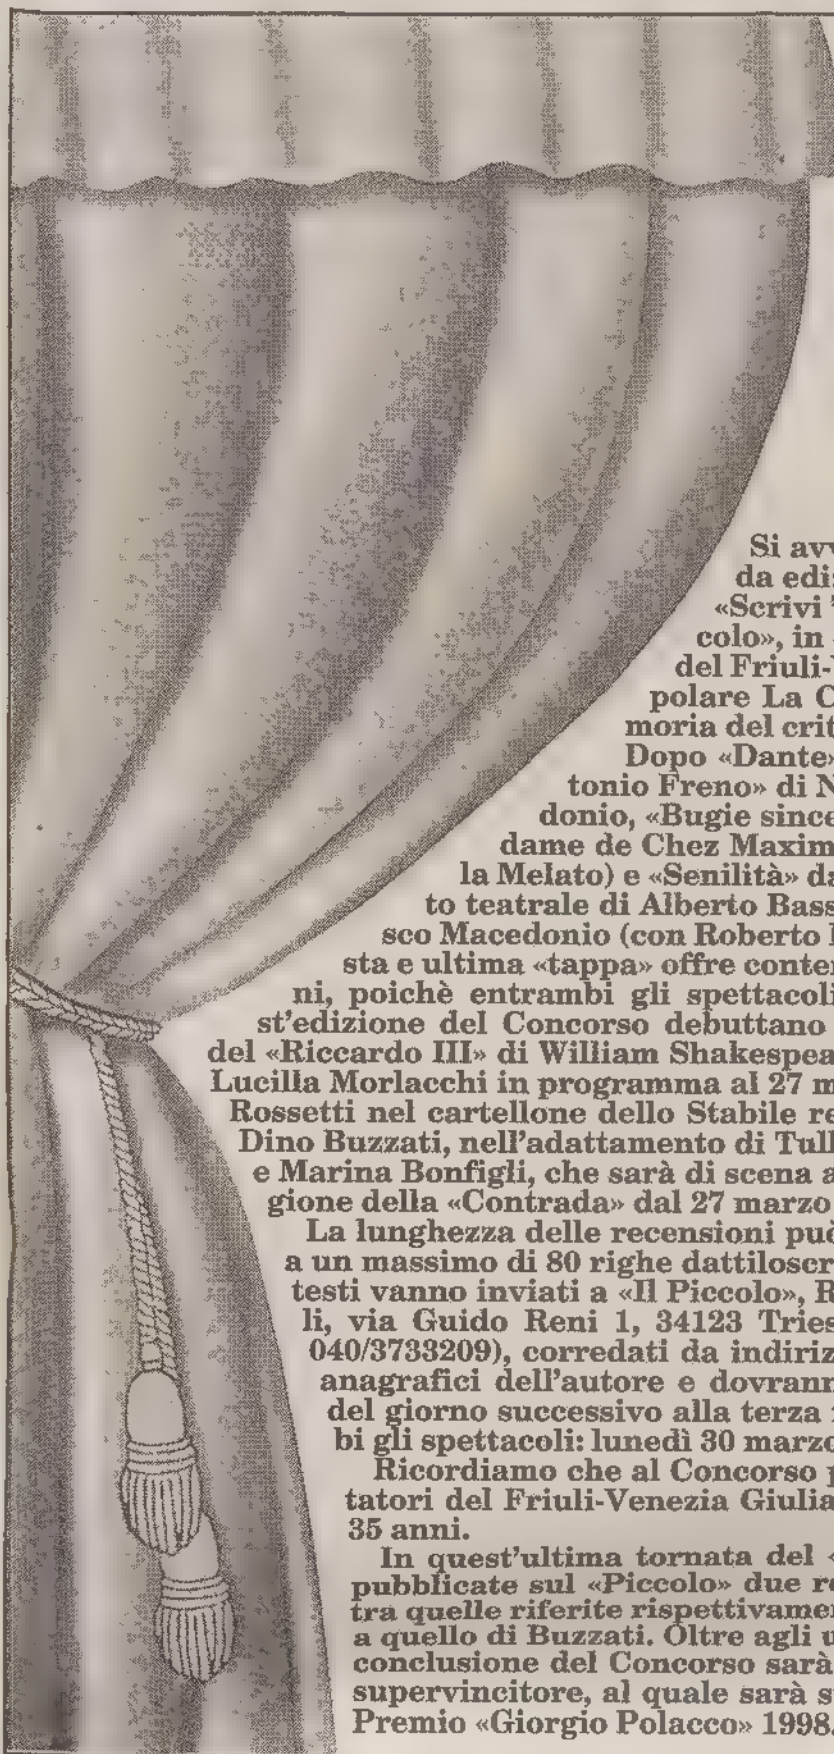 Si avv
da edi
«Scrivi
colo», in
del Friuli-
polare La C
moria del crit
Dopo «Dante»
tonio Freno» di N
donio, «Bugie since
dame de Chez Maxim
la Melato) e «Senilità» da
to teatrale di Alberto Bass
sco Macedonio (con Roberto
sta e ultima «tappa» offre conte
ni, poichè entrambi gli spettacoli
st'edizione del Concorso debuttano
del «Riccardo III» di William Shakespea
Lucilla Morlacchi in programma al 27 m
Rossetti nel cartellone dello Stabile re
Dino Buzzati, nell'adattamento di Tull
e Marina Bonfigli, che sarà di scena a
gione della «Contrada» dal 27 marzo
La lunghezza delle recensioni può
a un massimo di 80 righe dattiloscr
testi vanno inviati a «Il Piccolo», R
li, via Guido Reni 1, 34123 Tries
040/3733209), corredati da indiriz
anagrafici dell'autore e dovrann
del giorno successivo alla terza
bi gli spettacoli: lunedì 30 marzo
Ricordiamo che al Concorso p
tatori del Friuli-Venezia Giulia
35 anni.
In quest'ultima tornata del «
pubblicate sul «Piccolo» due re
tra quelle riferite rispettivame
a quello di Buzzati. Oltre agli u
conclusione del Concorso sarà
supervincitore, al quale sarà s
Premio «Giorgio Polacco» 1998.